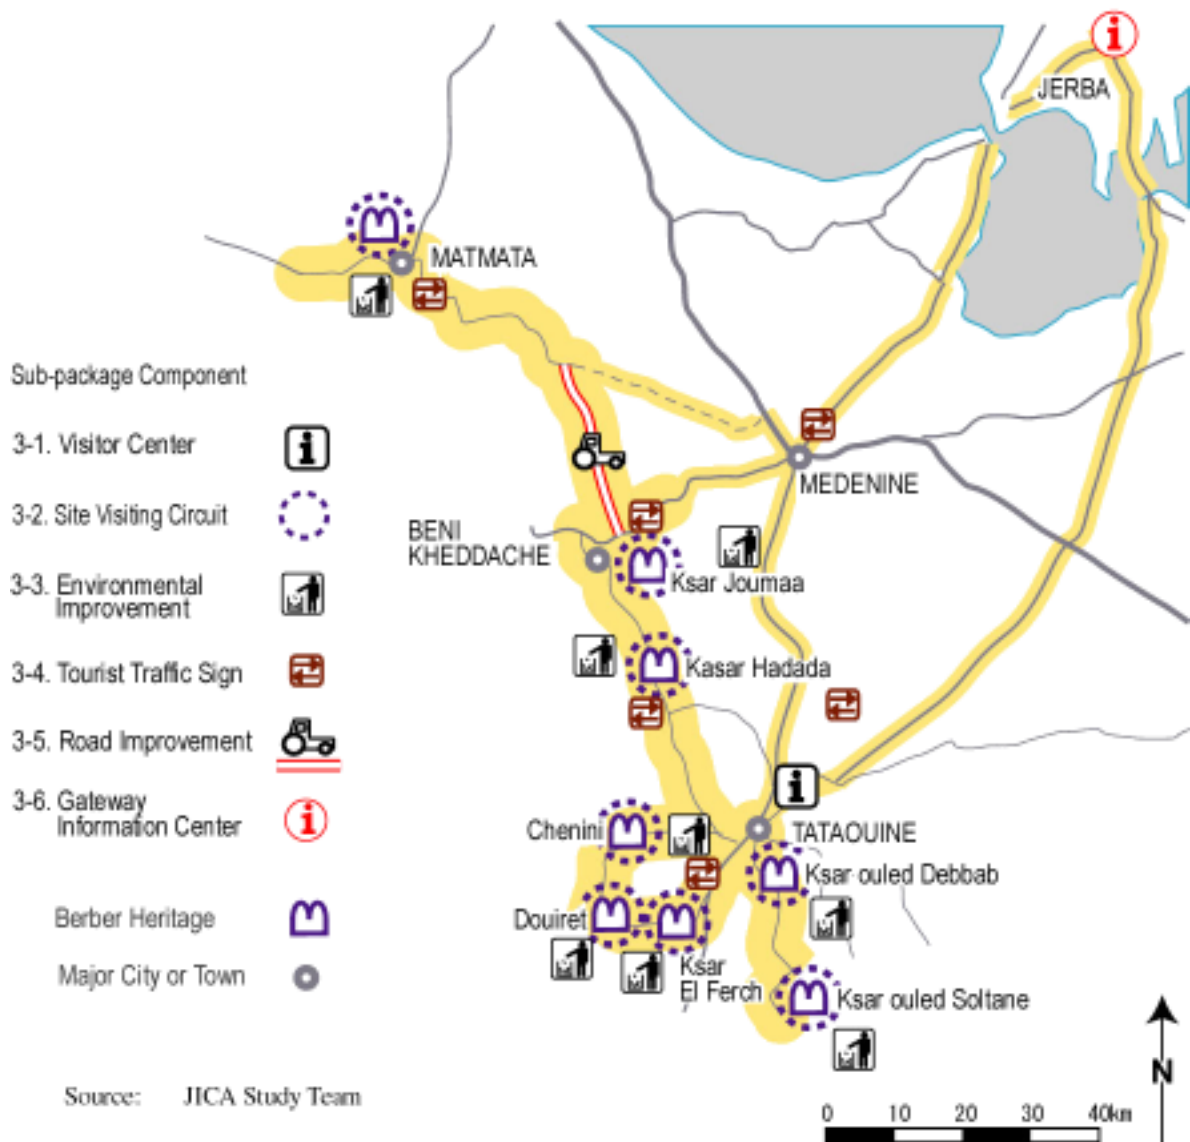 JERBA
MATMATA
Sub-package Component
3-1. Visitor Center
3-2. Site Visiting Circuit
3-3. Environmental
Improvement
3-4. Tourist Traffic Sign
3-5. Road Improvement
3-6. Gateway
Information Center
Berber Heritage
Major City or Town
MEDENINE
BENI
KHEDDACHE
Ksar Joumaa
Kasar Hadada
TATAOUINE
Chenini
Ksar ouled Debbab
Douiret
Ksar
El Ferch
Ksar ouled Soltane
N
0 10 20 30 40km
Source: JICA Study Team